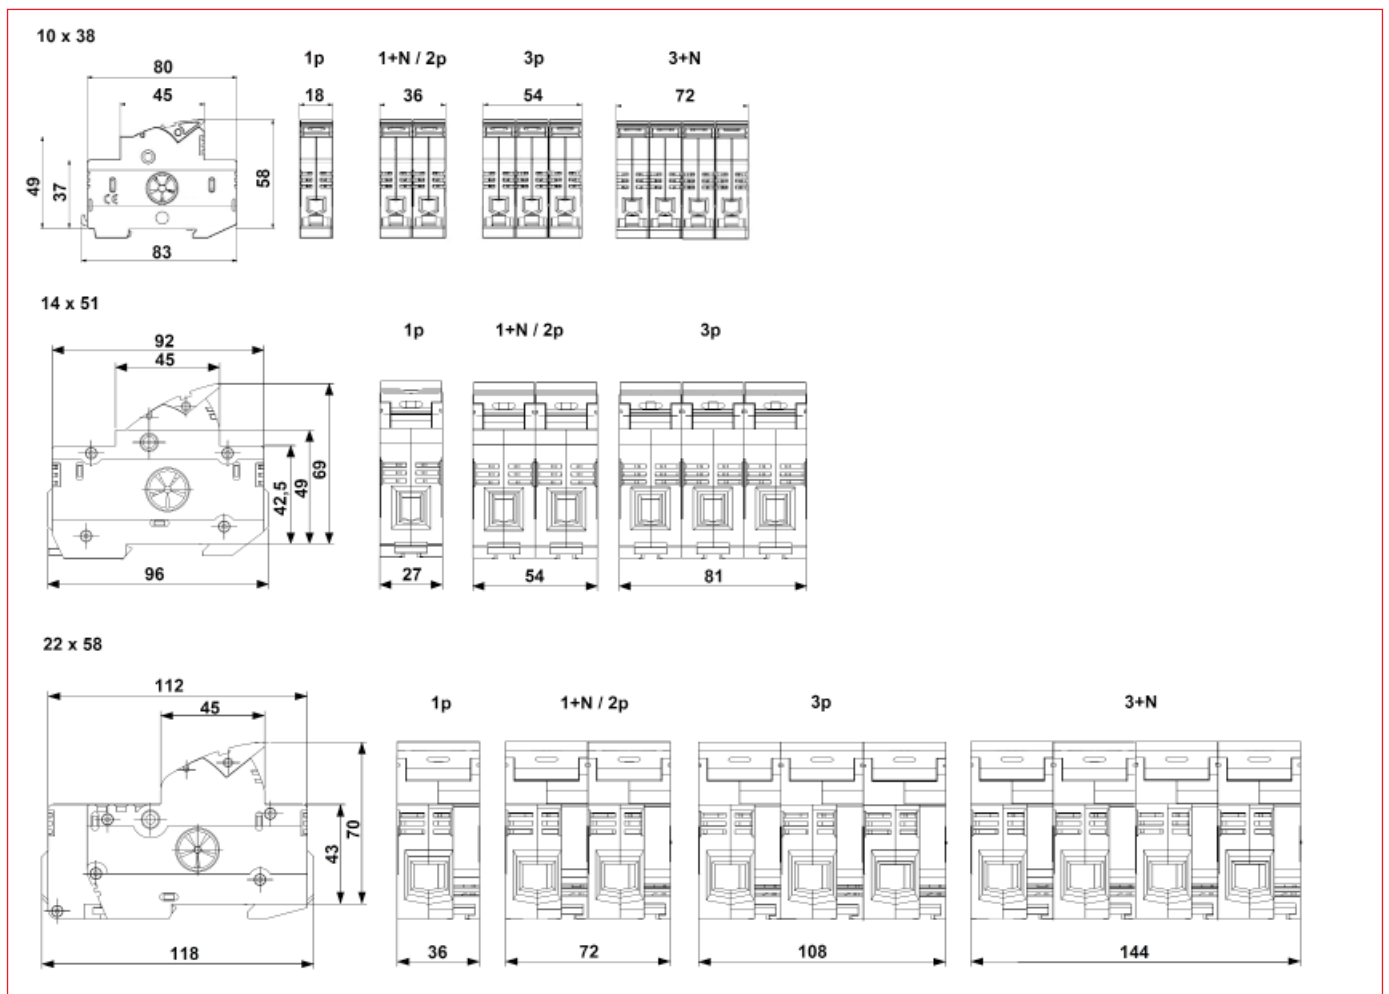 10 x 38
1p 1+N / 2p 3p 3+N
80
45 18 36 54 72
49 37 58
CE
83
14 x 51
1p 1+N / 2p 3p
92
45
42,5 49 69
96 27 54 81
22 x 58
112
1p 1+N / 2p 3p 3+N
45
43 70
118 36 72 108 144